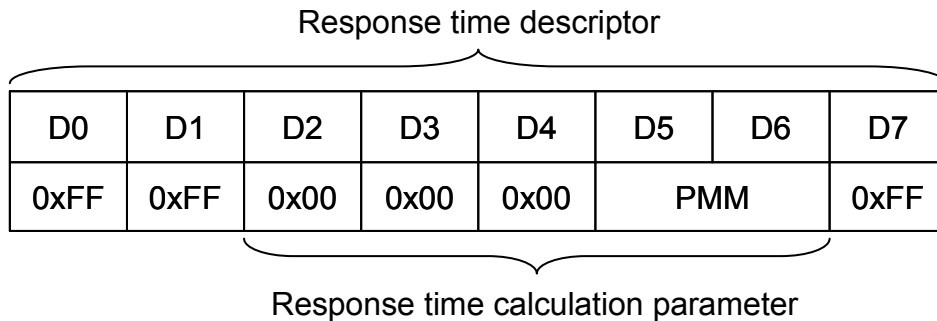 Response time descriptor
D0 D1 D2 D3 D4 D5 D6 D7
0xFF 0xFF 0x00 0x00 0x00 PMM 0xFF
Response time calculation parameter